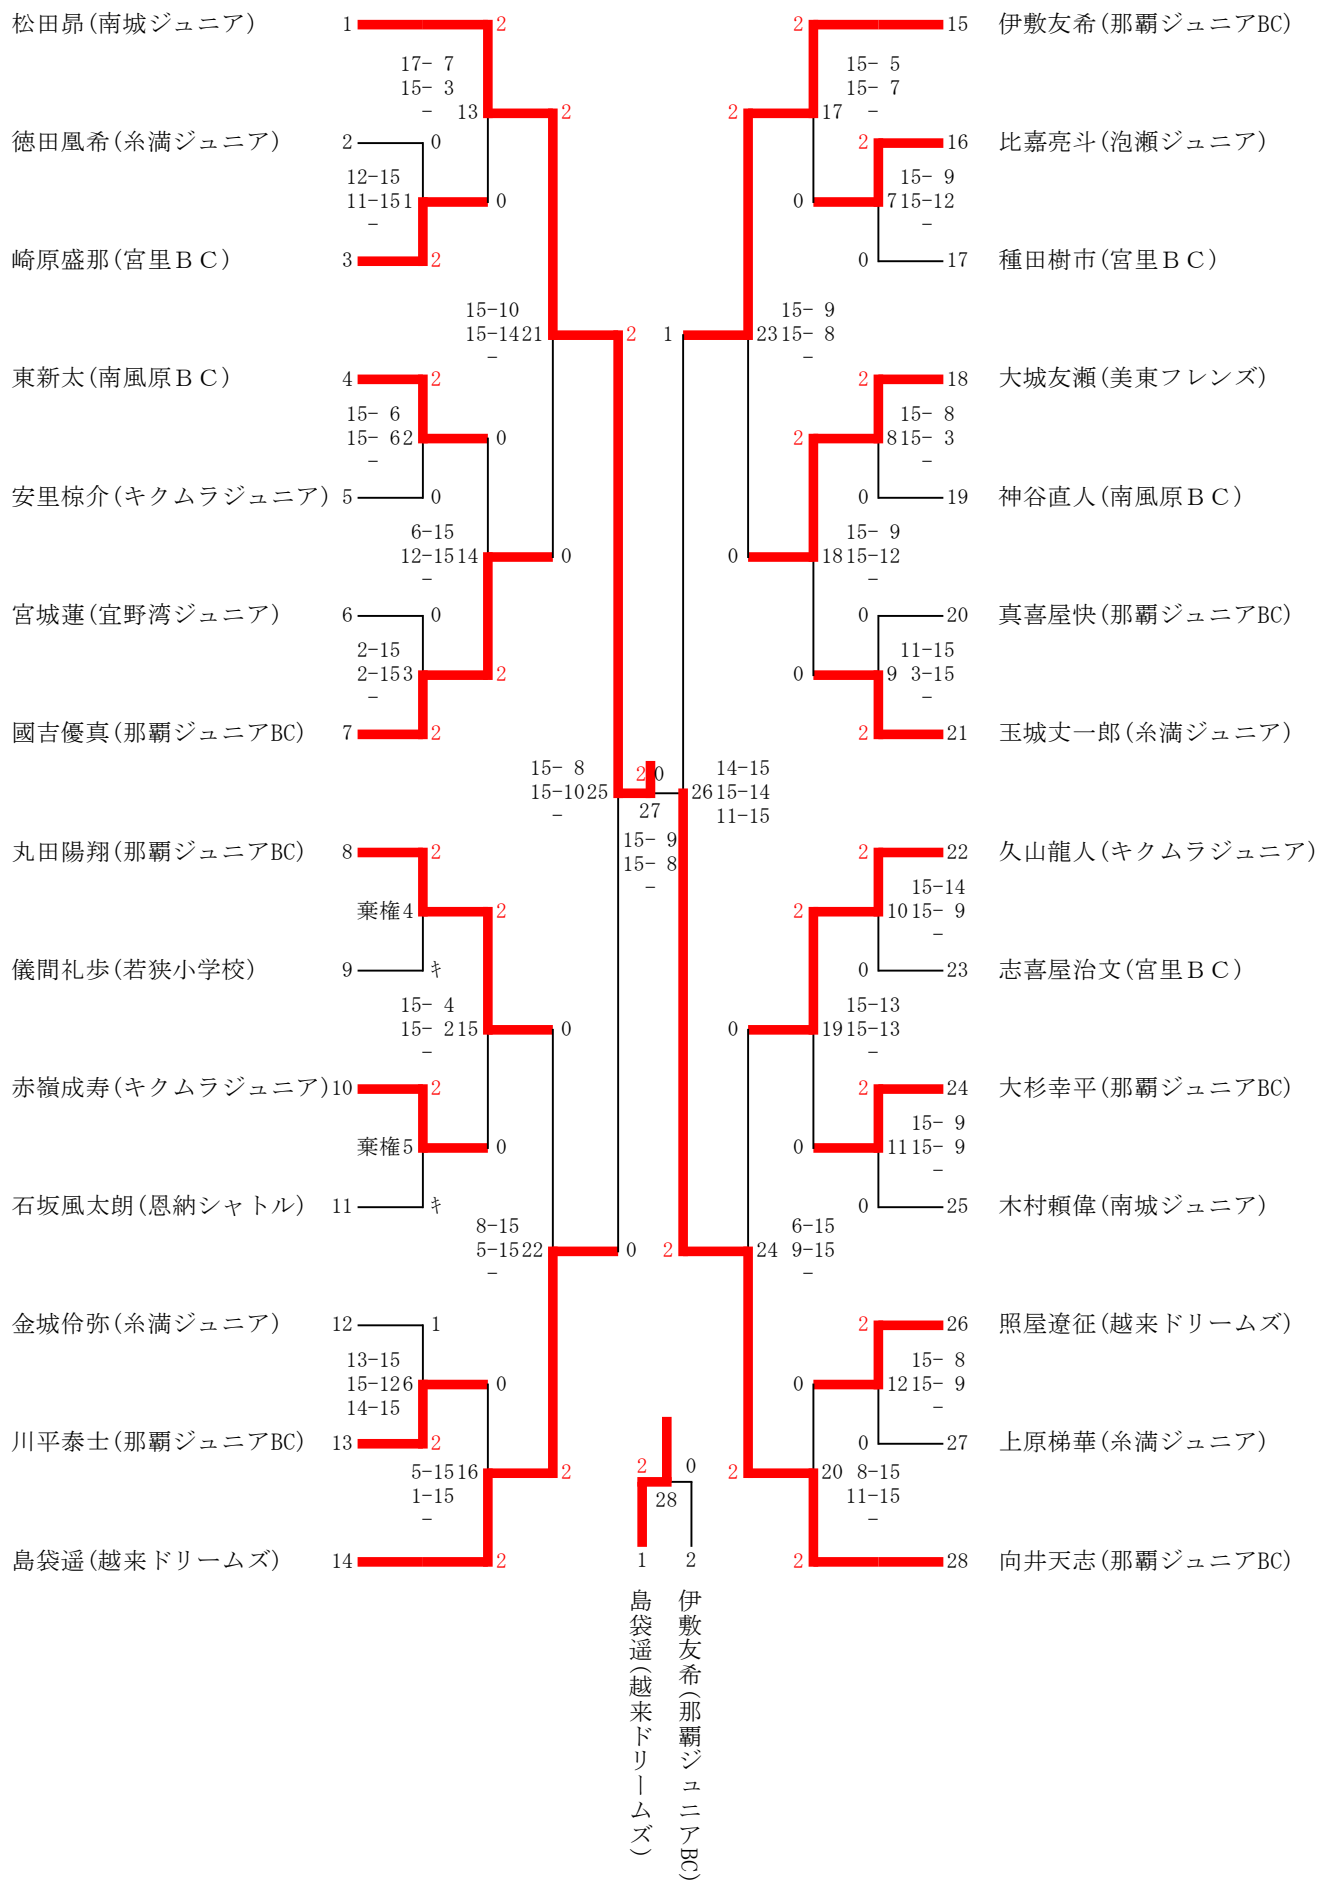 松田昴(南城ジュニア) 1 2
17- 7
15- 3
- 13 2
徳田凰希(糸満ジュニア) 2 0
12-15
11-15 1 0
-
崎原盛那(宮里ＢＣ) 3 2
15-10
15-14 21 2
-
東新太(南風原ＢＣ) 4 2
15- 6
15- 6 2 0
-
安里椋介(キクムラジュニア) 5 0
6-15
12-15 14 0
-
宮城蓮(宜野湾ジュニア) 6 0
2-15
2-15 3 2
-
國吉優真(那覇ジュニアBC) 7 2
15- 8
15-10 25
-
丸田陽翔(那覇ジュニアBC) 8 2
棄権 4 2
儀間礼歩(若狭小学校) 9 ｷ
15- 4
15- 2 15 0
-
赤嶺成寿(キクムラジュニア) 10 2
棄権 5 0
石坂風太朗(恩納シャトル) 11 ｷ
8-15
5-15 22 0
-
金城伶弥(糸満ジュニア) 12 1
13-15
15-12 6 0
14-15
川平泰士(那覇ジュニアBC) 13 2
5-15 16 2
1-15
-
島袋遥(越来ドリームズ) 14 2
2 0
27
15- 9
15- 8
-
2 15 伊敷友希(那覇ジュニアBC)
15- 5
15- 7
2 17 -
2 16 比嘉亮斗(泡瀬ジュニア)
15- 9
0 7 15-12
-
0 17 種田樹市(宮里ＢＣ)
15- 9
1 23 15- 8
-
2 18 大城友瀬(美東フレンズ)
15- 8
2 8 15- 3
-
0 19 神谷直人(南風原ＢＣ)
15- 9
0 18 15-12
-
0 20 真喜屋快(那覇ジュニアBC)
11-15
0 9 3-15
-
2 21 玉城丈一郎(糸満ジュニア)
14-15
26 15-14
11-15
2 22 久山龍人(キクムラジュニア)
15-14
2 10 15- 9
-
0 23 志喜屋治文(宮里ＢＣ)
15-13
0 19 15-13
-
2 24 大杉幸平(那覇ジュニアBC)
15- 9
0 11 15- 9
-
0 25 木村頼偉(南城ジュニア)
6-15
2 24 9-15
-
2 26 照屋遼征(越来ドリームズ)
15- 8
0 12 15- 9
-
0 27 上原梯華(糸満ジュニア)
2 20 8-15
11-15
-
2 28 向井天志(那覇ジュニアBC)
2 0
28
1 2
島袋遥(越来ドリームズ)
伊敷友希(那覇ジュニアBC)